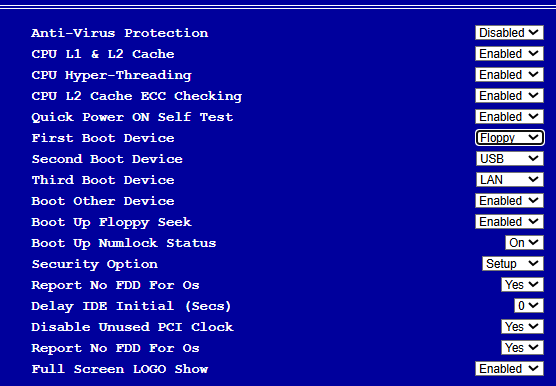 Anti-Virus Protection Disabled
CPU L1 & L2 Cache Enabled
CPU Hyper-Threading Enabled
CPU L2 Cache ECC Checking Enabled
Quick Power ON Self Test Enabled
First Boot Device Floppy
Second Boot Device USB
Third Boot Device LAN
Boot Other Device Enabled
Boot Up Floppy Seek Enabled
Boot Up Numlock Status On
Security Option Setup
Report No FDD For Os Yes
Delay IDE Initial (Secs) 0
Disable Unused PCI Clock Yes
Report No FDD For Os Yes
Full Screen LOGO Show Enabled